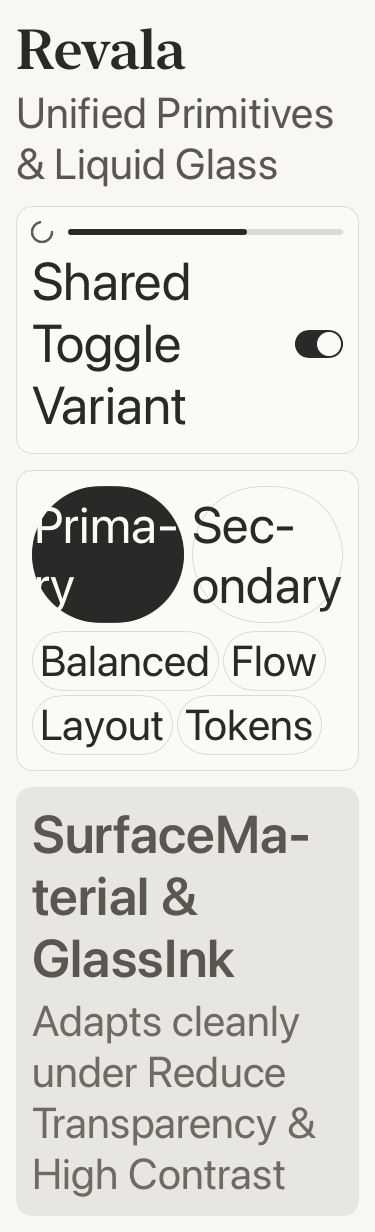 Revala
Unified Primitives
& Liquid Glass
Shared
Toggle
Variant
Prima-
ry
Sec-
ondary
Balanced
Flow
Layout
Tokens
SurfaceMa-
terial &
GlassInk
Adapts cleanly
under Reduce
Transparency &
High Contrast